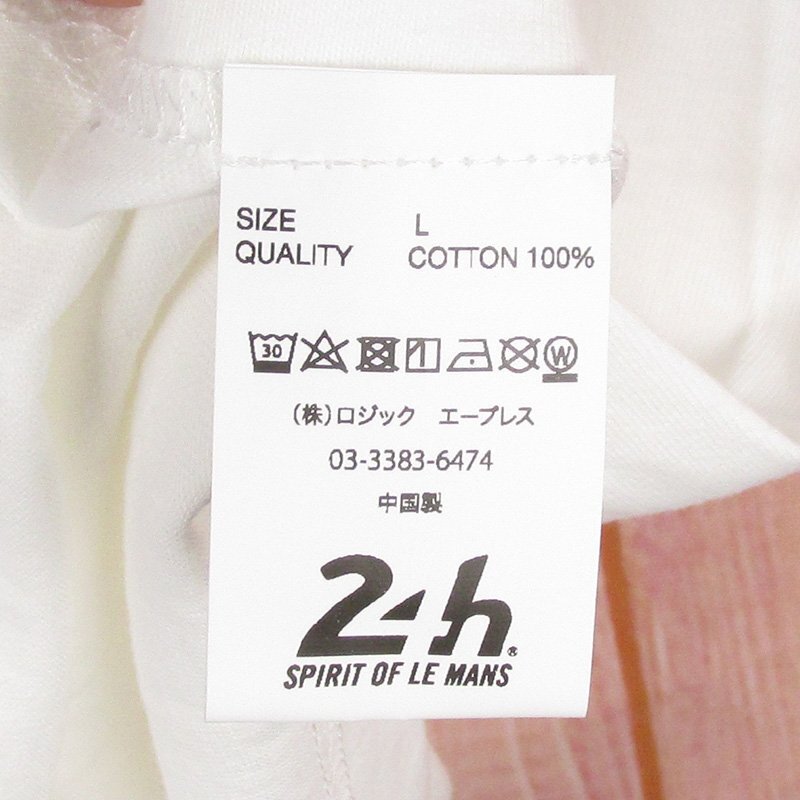 SIZE L
QUALITY COTTON 100%
30 W
(株)ロジック エープレス
03-3383-6474
中国製
24h®
SPIRIT OF LE MANS